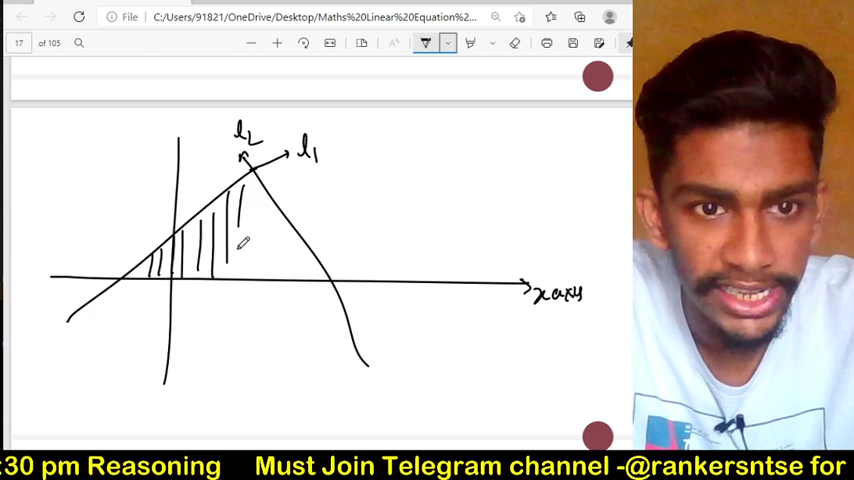 File
C:/Users/91821/OneDrive/Desktop/Maths%20Linear%20Equation%2...
17 of 105
l2
l1
x axis
:30 pm Reasoning Must Join Telegram channel -@rankersntse for